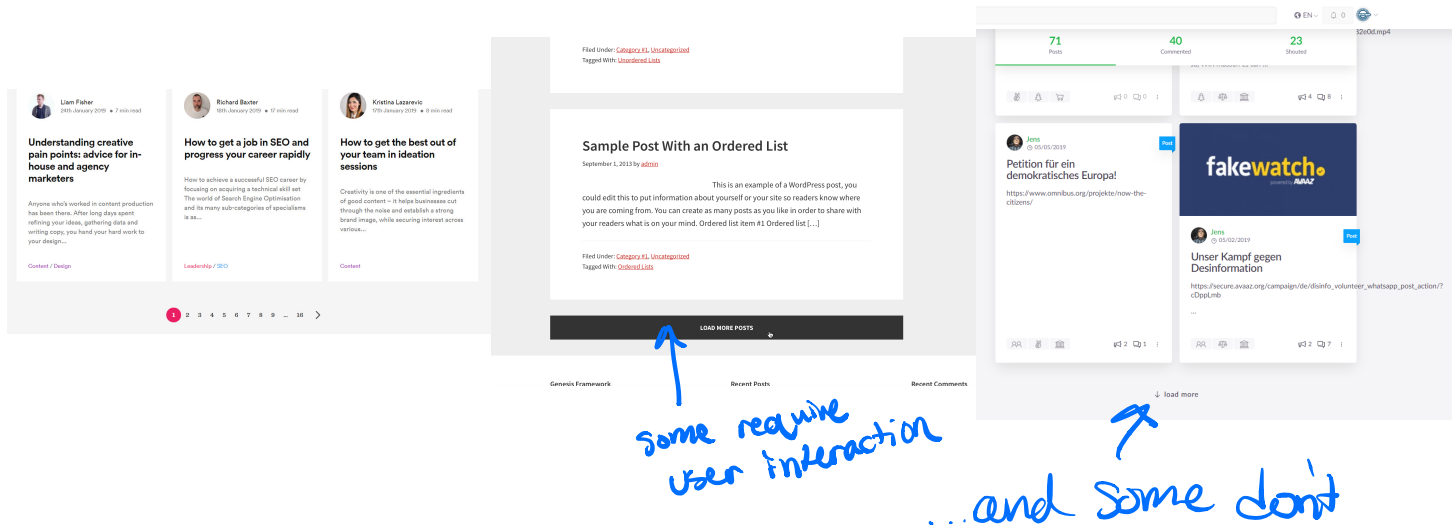 Liam Fisher
24th January 2019 • 7 min read
Understanding creative
pain points: advice for in-
house and agency
marketers
Anyone who's worked in content production
has been there. After long days spent
refining your ideas, gathering data and
writing copy, you hand your hard work to
your design...
Content / Design
Richard Baxter
18th January 2019 • 17 min read
How to get a job in SEO and
progress your career rapidly
How to achieve a successful SEO career by
focusing on acquiring a technical skill set
The world of Search Engine Optimisation
and its many sub-categories of specialisms
is as...
Leadership / SEO
Kristina Lazarevic
17th January 2019 • 8 min read
How to get the best out of
your team in ideation
sessions
Creativity is one of the essential ingredients
of good content – it helps businesses cut
through the noise and establish a strong
brand image, while securing interest across
various...
Content
1 2 3 4 5 6 7 8 9 ... 16
Filed Under: Category #1, Uncategorized
Tagged With: Unordered Lists
Sample Post With an Ordered List
September 1, 2013 by admin
This is an example of a WordPress post, you
could edit this to put information about yourself or your site so readers know where
you are coming from. You can create as many posts as you like in order to share with
your readers what is on your mind. Ordered list item #1 Ordered list […]
Filed Under: Category #1, Uncategorized
Tagged With: Ordered Lists
LOAD MORE POSTS
Genesis Framework
Recent Posts
Recent Comments
some require
user interaction
EN
0
71
Posts
40
Commented
23
Shouted
0 0
4 8
Jens
05/05/2019
Post
Petition für ein
demokratisches Europa!
https://www.omnibus.org/projekte/now-the-
citizens/
2 1
fakewatch
powered by AVAAZ
Jens
05/02/2019
Post
Unser Kampf gegen
Desinformation
https://secure.avaaz.org/campaign/de/disinfo_volunteer_whatsapp_post_action/?
cDppLmb
...
2 7
load more
...and some don't